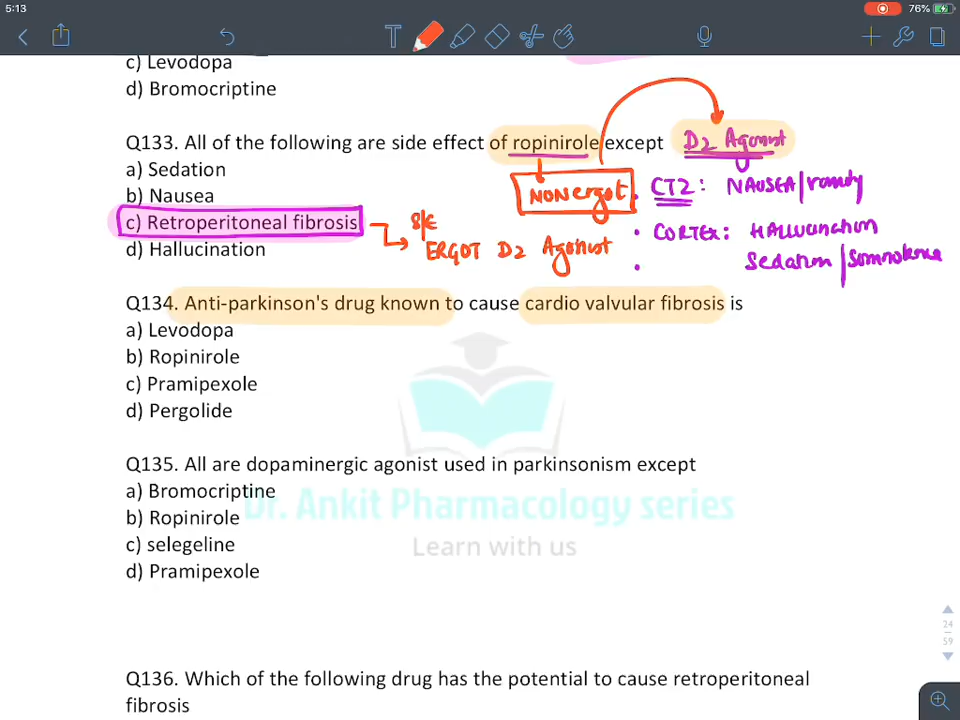 5:13
76%
T
c) Levodopa
d) Bromocriptine
Q133. All of the following are side effect of ropinirole except D2 Agonist
a) Sedation
b) Nausea
c) Retroperitoneal fibrosis
d) Hallucination
NON ergot
S/E
ERGOT D2 Agonist
• CTZ: NAUSEA/
• CORTEX: HAllucination
• Sedation/Somnolence
Q134. Anti-parkinson's drug known to cause cardio valvular fibrosis is
a) Levodopa
b) Ropinirole
c) Pramipexole
d) Pergolide
Q135. All are dopaminergic agonist used in parkinsonism except
a) Bromocriptine
b) Ropinirole
c) selegeline
d) Pramipexole
Dr. Ankit Pharmacology series
Learn with us
24
59
Q136. Which of the following drug has the potential to cause retroperitoneal
fibrosis